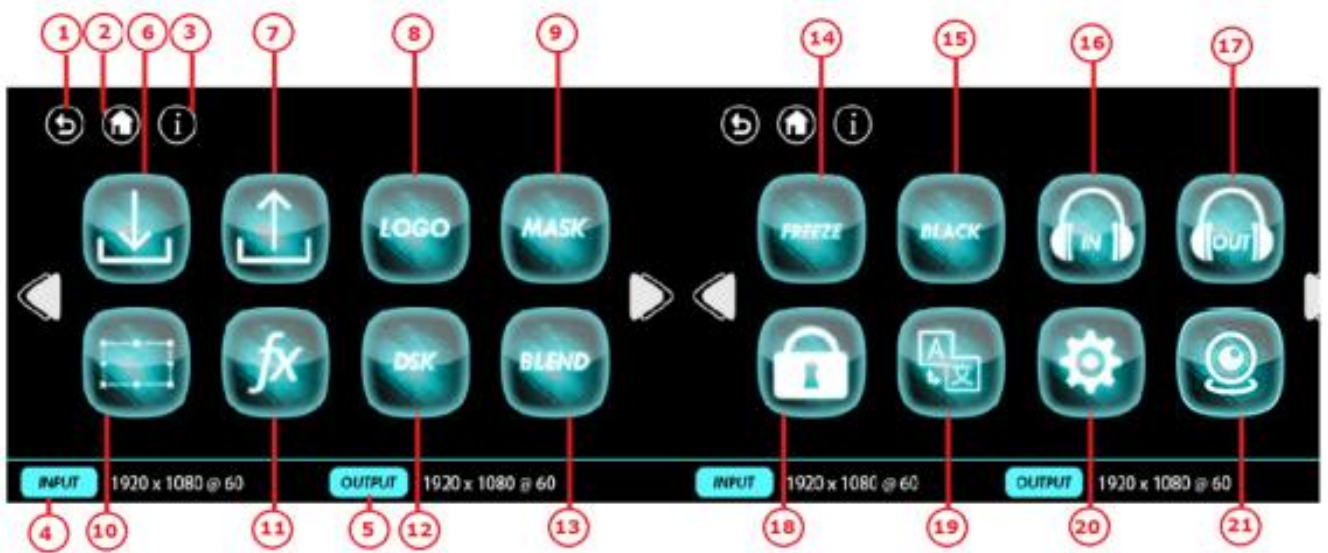 1 2 6 3 7 8 9 14 15 16 17
i i
LOGO MASK FREEZE BLACK IN OUT
fx DSK BLEND A 文
INPUT 1920 x 1080 @ 60 OUTPUT 1920 x 1080 @ 60 INPUT 1920 x 1080 @ 60 OUTPUT 1920 x 1080 @ 60
4 10 11 5 12 13 18 19 20 21